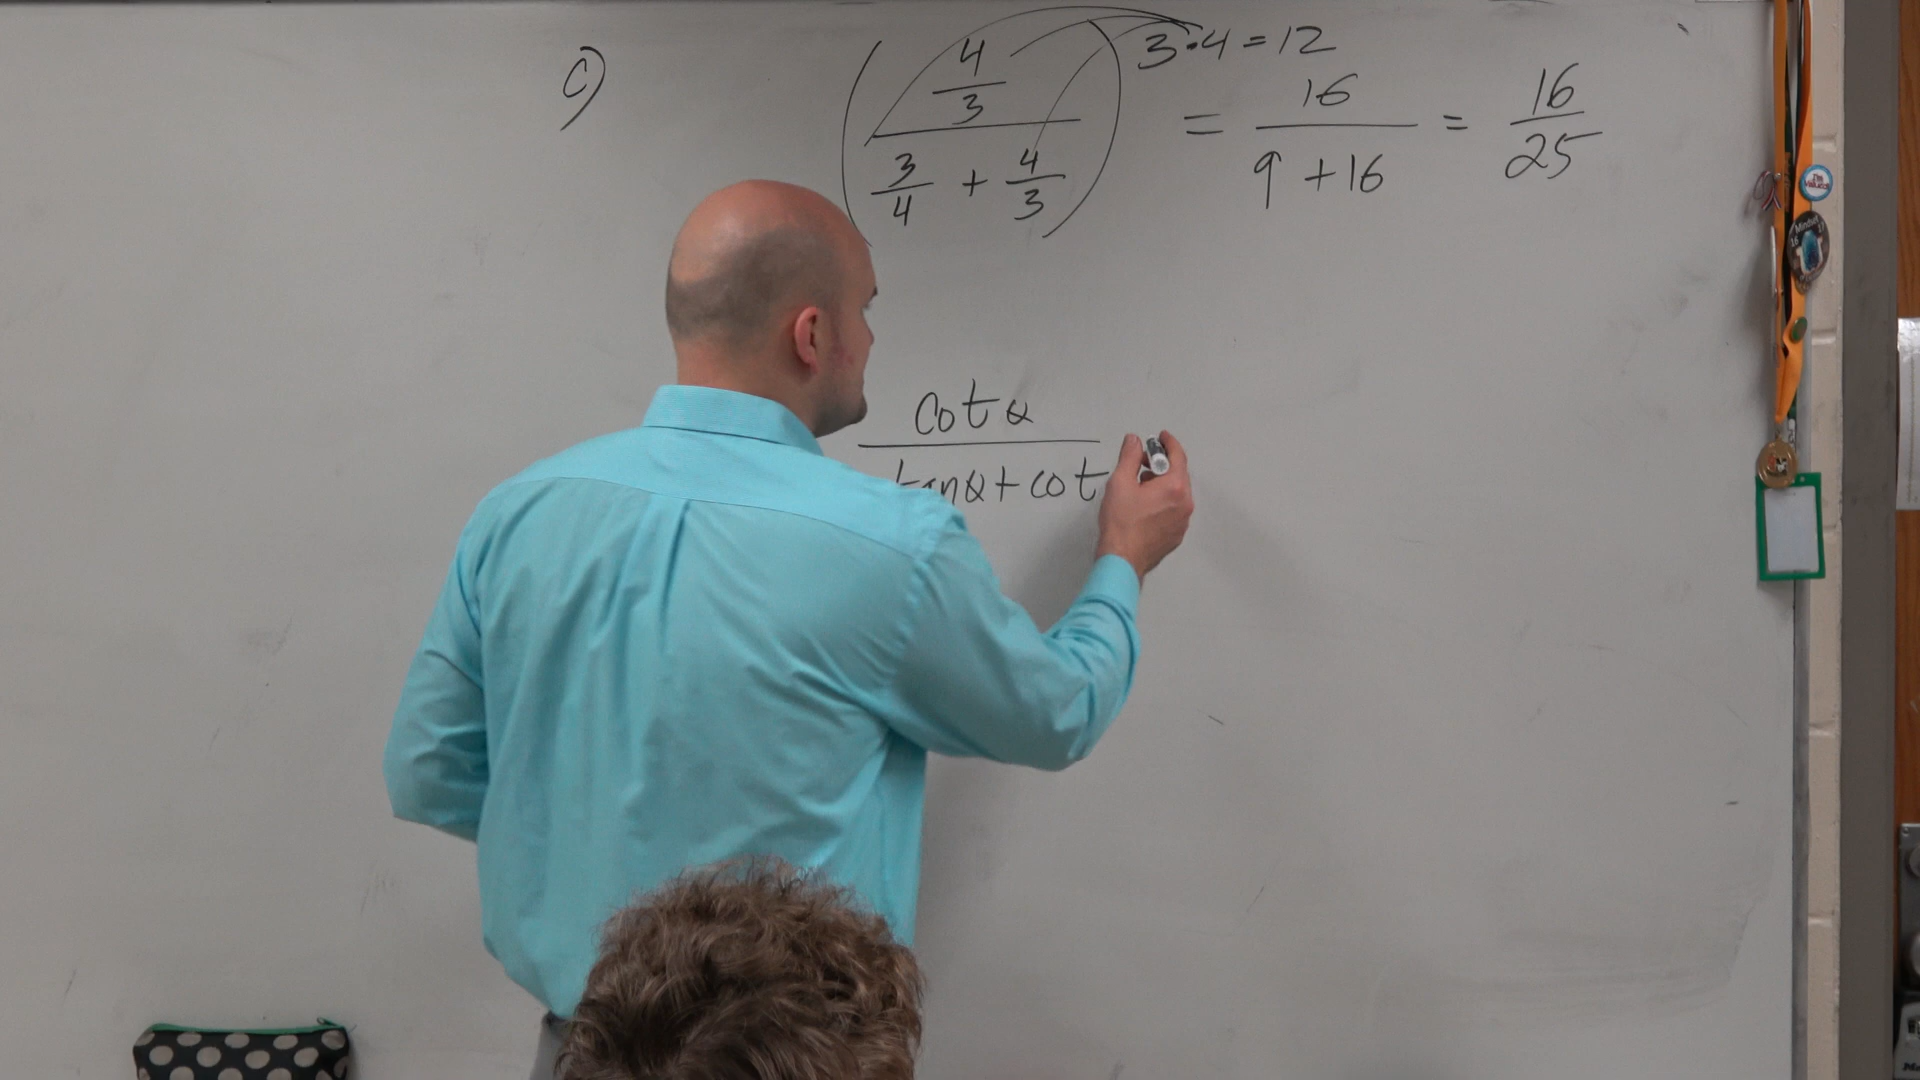 c) ( 4/3 / 3/4 + 4/3 ) 3·4=12
= 16 / 9+16 = 16/25
cot α
tan α + cot